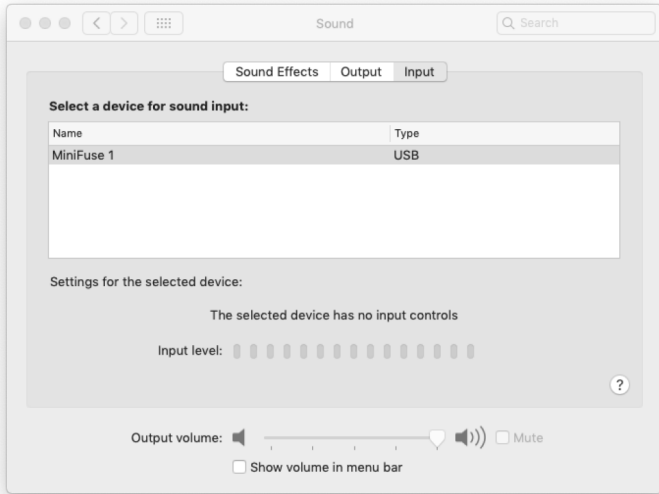 Sound
Search
Sound Effects Output Input
Select a device for sound input:
Name Type
MiniFuse 1 USB
Settings for the selected device:
The selected device has no input controls
Input level:
?
Output volume: Mute
Show volume in menu bar